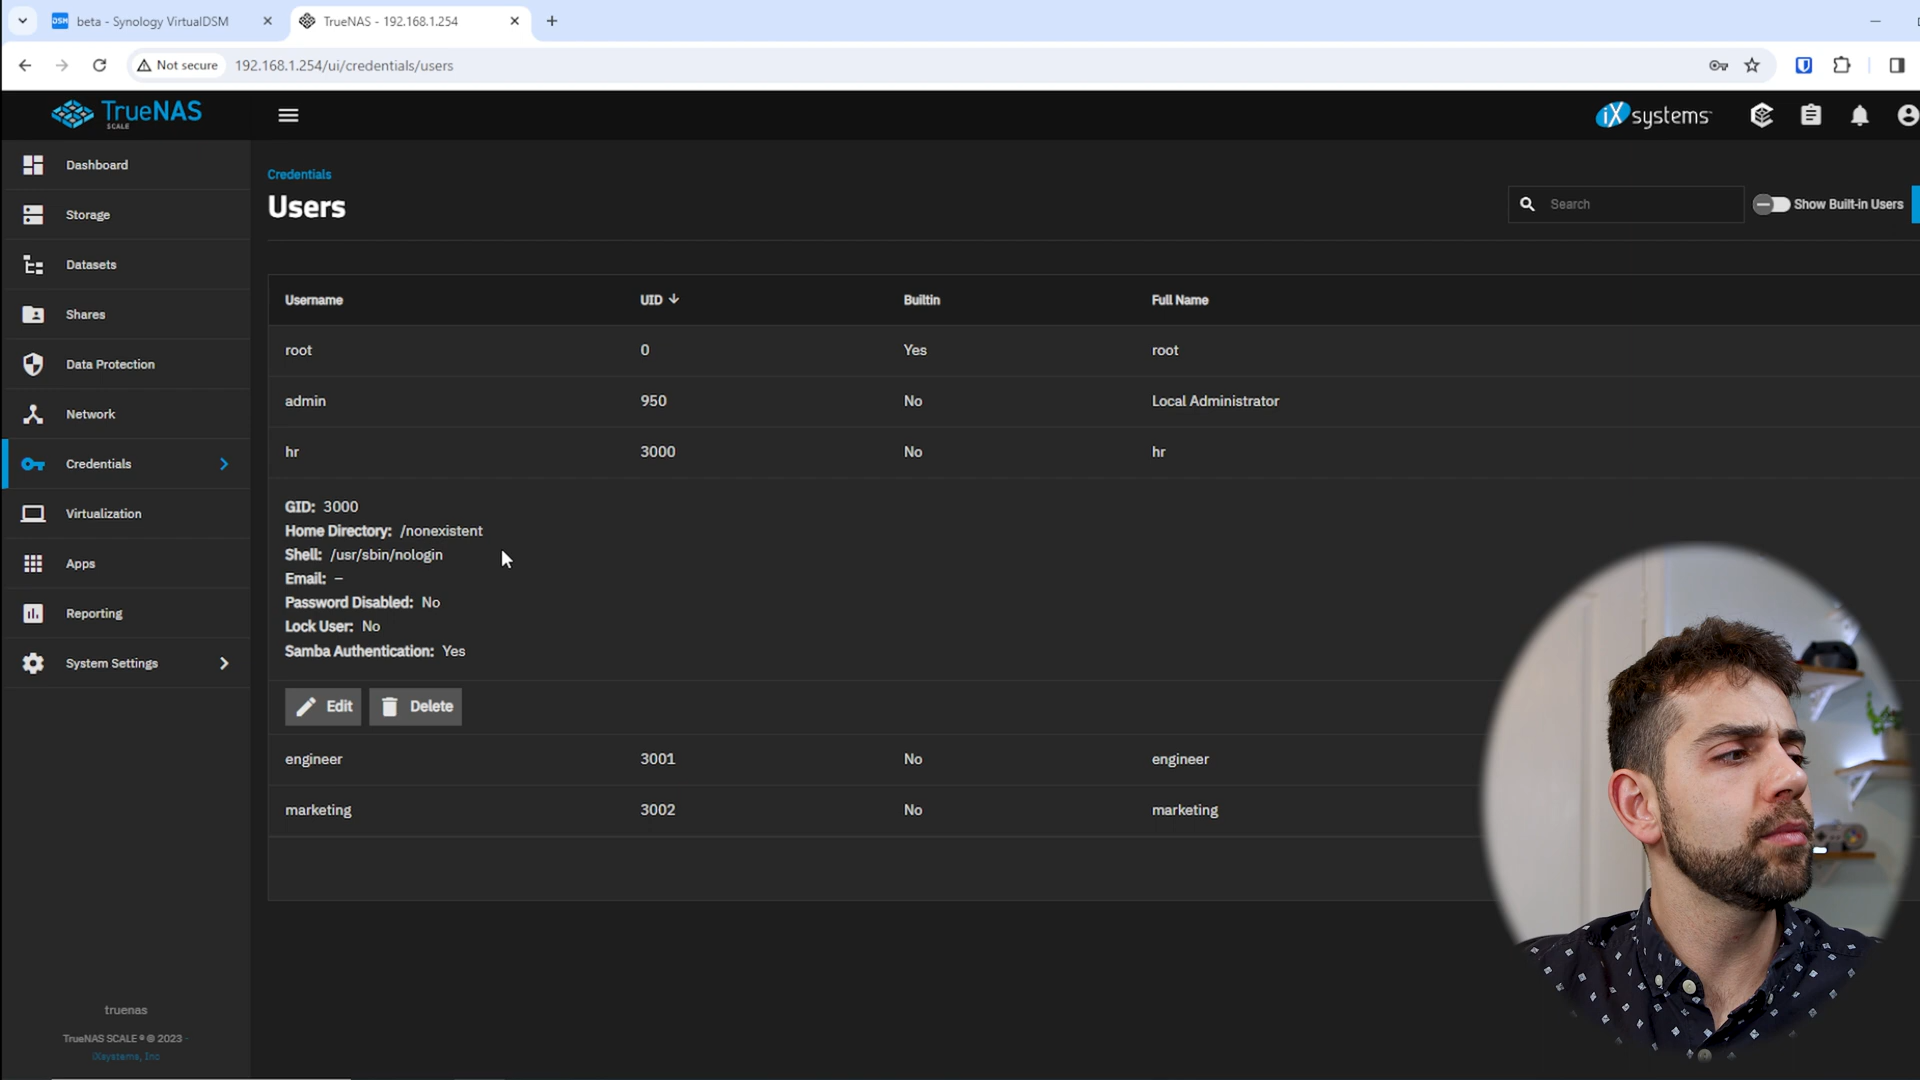 beta - Synology VirtualDSM
TrueNAS - 192.168.1.254
Not secure
192.168.1.254/ui/credentials/users
TrueNAS
SCALE
iXsystems
Dashboard
Storage
Datasets
Shares
Data Protection
Network
Credentials
Virtualization
Apps
Reporting
System Settings
truenas
TrueNAS SCALE ® © 2023 -
iXsystems, Inc
Credentials
Users
Search
Show Built-in Users
Username UID Builtin Full Name
root 0 Yes root
admin 950 No Local Administrator
hr 3000 No hr
GID: 3000
Home Directory: /nonexistent
Shell: /usr/sbin/nologin
Email: –
Password Disabled: No
Lock User: No
Samba Authentication: Yes
Edit Delete
engineer 3001 No engineer
marketing 3002 No marketing